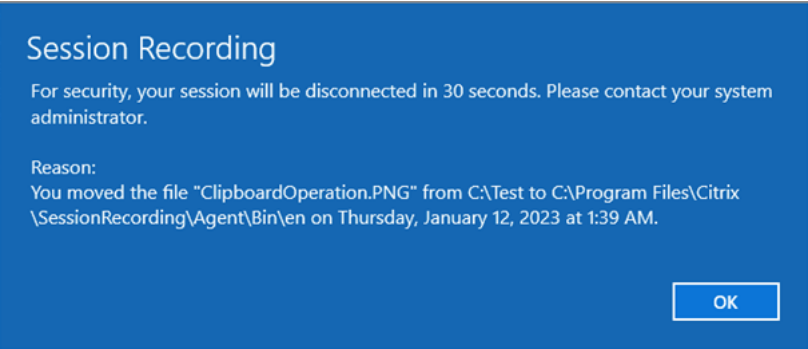 Session Recording
For security, your session will be disconnected in 30 seconds. Please contact your system
administrator.
Reason:
You moved the file "ClipboardOperation.PNG" from C:\Test to C:\Program Files\Citrix
\SessionRecording\Agent\Bin\en on Thursday, January 12, 2023 at 1:39 AM.
OK